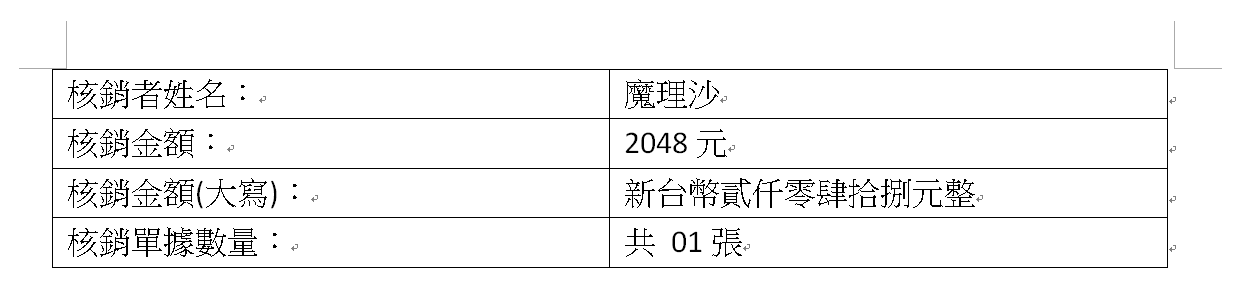 核銷者姓名： 魔理沙
核銷金額： 2048 元
核銷金額(大寫)： 新台幣貳仟零肆拾捌元整
核銷單據數量： 共 01 張